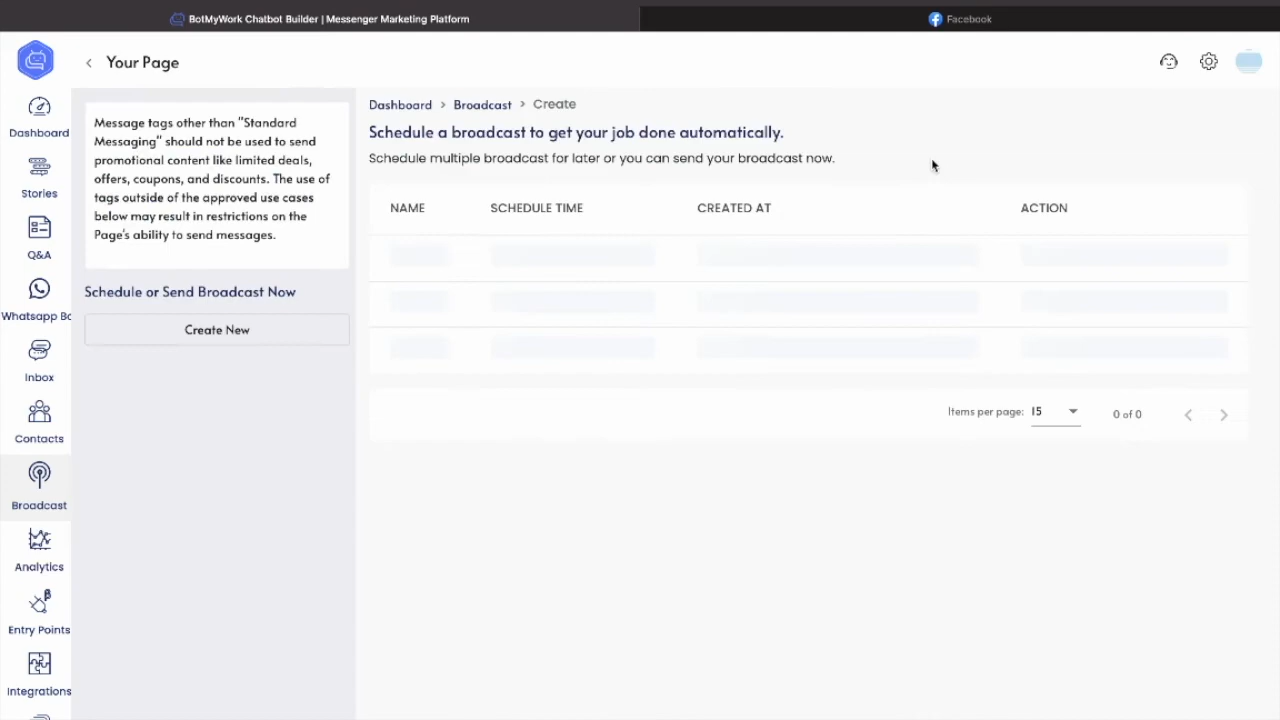 BotMyWork Chatbot Builder | Messenger Marketing Platform
Facebook
Your Page
Dashboard
Stories
Q&A
Whatsapp Bo
Inbox
Contacts
Broadcast
Analytics
β
Entry Points
Integrations
Message tags other than "Standard
Messaging" should not be used to send
promotional content like limited deals,
offers, coupons, and discounts. The use of
tags outside of the approved use cases
below may result in restrictions on the
Page's ability to send messages.
Schedule or Send Broadcast Now
Create New
Dashboard > Broadcast > Create
Schedule a broadcast to get your job done automatically.
Schedule multiple broadcast for later or you can send your broadcast now.
NAME SCHEDULE TIME CREATED AT ACTION
Items per page: 15 0 of 0